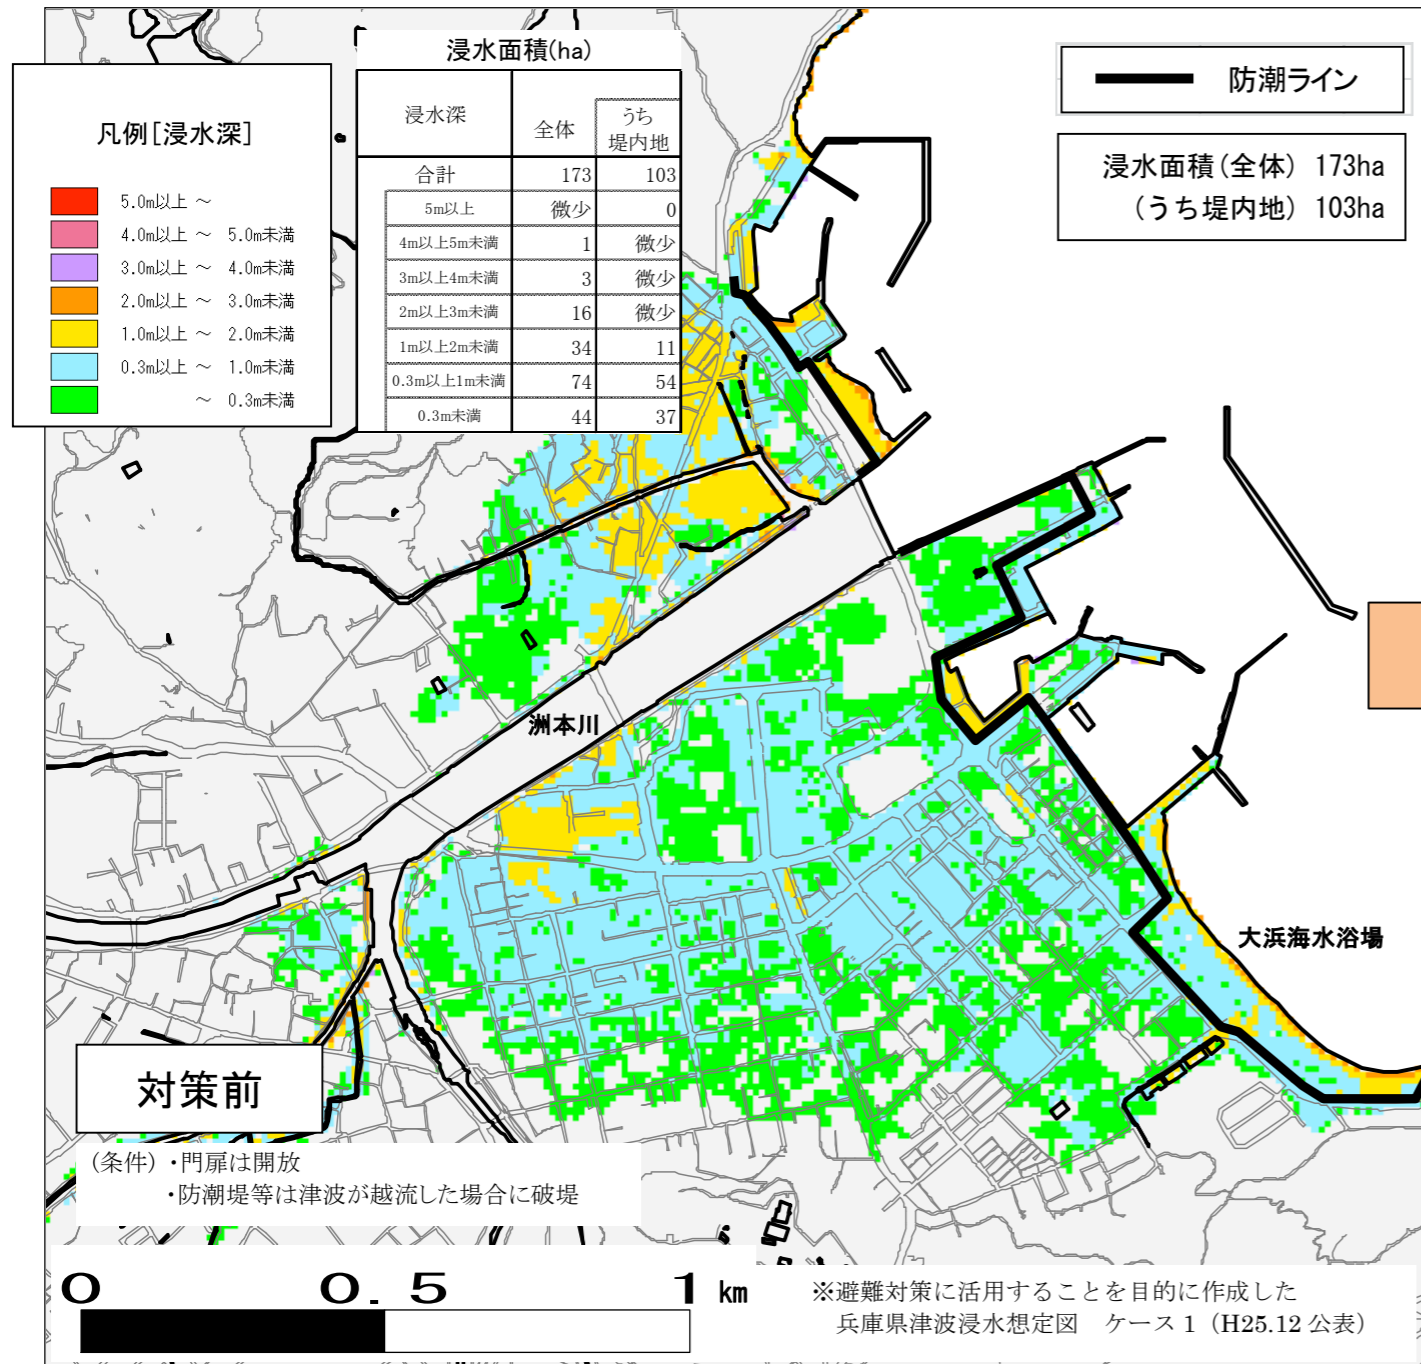 浸水面積(ha)
浸水深 全体 うち堤内地
合計 173 103
5m以上 微少 0
4m以上5m未満 1 微少
3m以上4m未満 3 微少
2m以上3m未満 16 微少
1m以上2m未満 34 11
0.3m以上1m未満 74 54
0.3m未満 44 37
凡例[浸水深]
5.0m以上 ～
4.0m以上 ～ 5.0m未満
3.0m以上 ～ 4.0m未満
2.0m以上 ～ 3.0m未満
1.0m以上 ～ 2.0m未満
0.3m以上 ～ 1.0m未満
～ 0.3m未満
防潮ライン
浸水面積(全体) 173ha
(うち堤内地) 103ha
洲本川
大浜海水浴場
対策前
(条件)・門扉は開放
・防潮堤等は津波が越流した場合に破堤
0 0.5 1 km
※避難対策に活用することを目的に作成した
兵庫県津波浸水想定図 ケース1(H25.12公表)